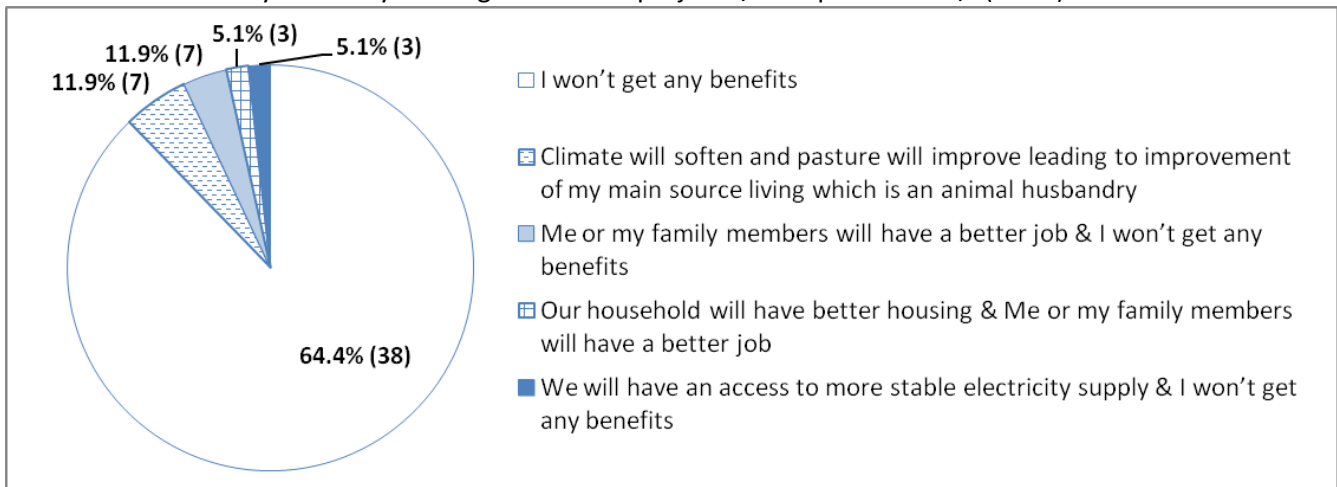 5.1% (3)
5.1% (3)
11.9% (7)
11.9% (7)
64.4% (38)
I won't get any benefits
Climate will soften and pasture will improve leading to improvement
of my main source living which is an animal husbandry
Me or my family members will have a better job & I won't get any
benefits
Our household will have better housing & Me or my family members
will have a better job
We will have an access to more stable electricity supply & I won't get
any benefits